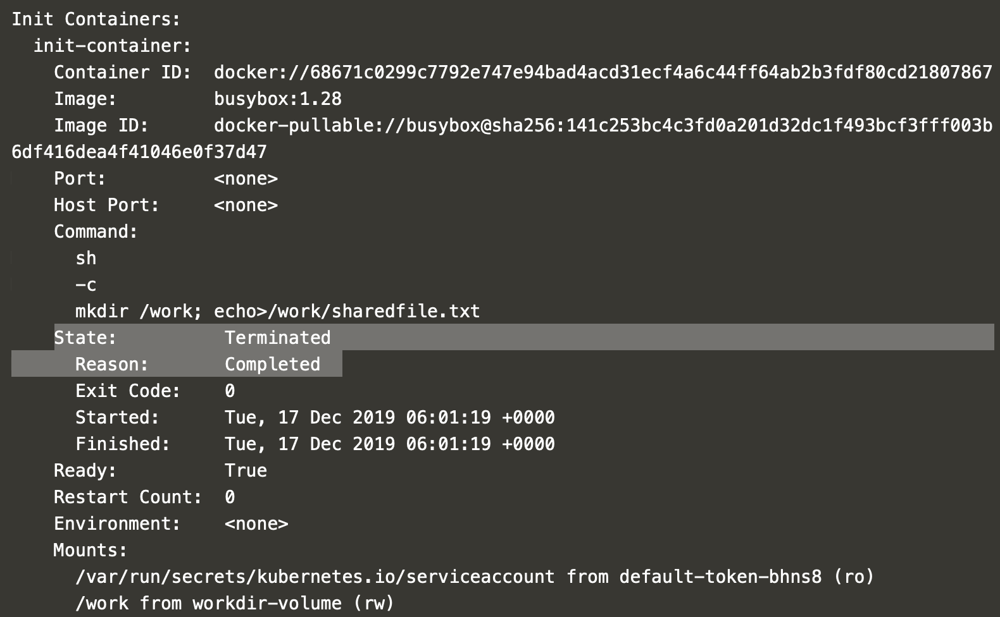 Init Containers:
  init-container:
    Container ID:  docker://68671c0299c7792e747e94bad4acd31ecf4a6c44ff64ab2b3fdf80cd21807867
    Image:         busybox:1.28
    Image ID:      docker-pullable://busybox@sha256:141c253bc4c3fd0a201d32dc1f493bcf3fff003b
6df416dea4f41046e0f37d47
    Port:          <none>
    Host Port:     <none>
    Command:
      sh
      -c
      mkdir /work; echo>/work/sharedfile.txt
    State:          Terminated
      Reason:       Completed
      Exit Code:    0
      Started:      Tue, 17 Dec 2019 06:01:19 +0000
      Finished:     Tue, 17 Dec 2019 06:01:19 +0000
    Ready:          True
    Restart Count:  0
    Environment:    <none>
    Mounts:
      /var/run/secrets/kubernetes.io/serviceaccount from default-token-bhns8 (ro)
      /work from workdir-volume (rw)